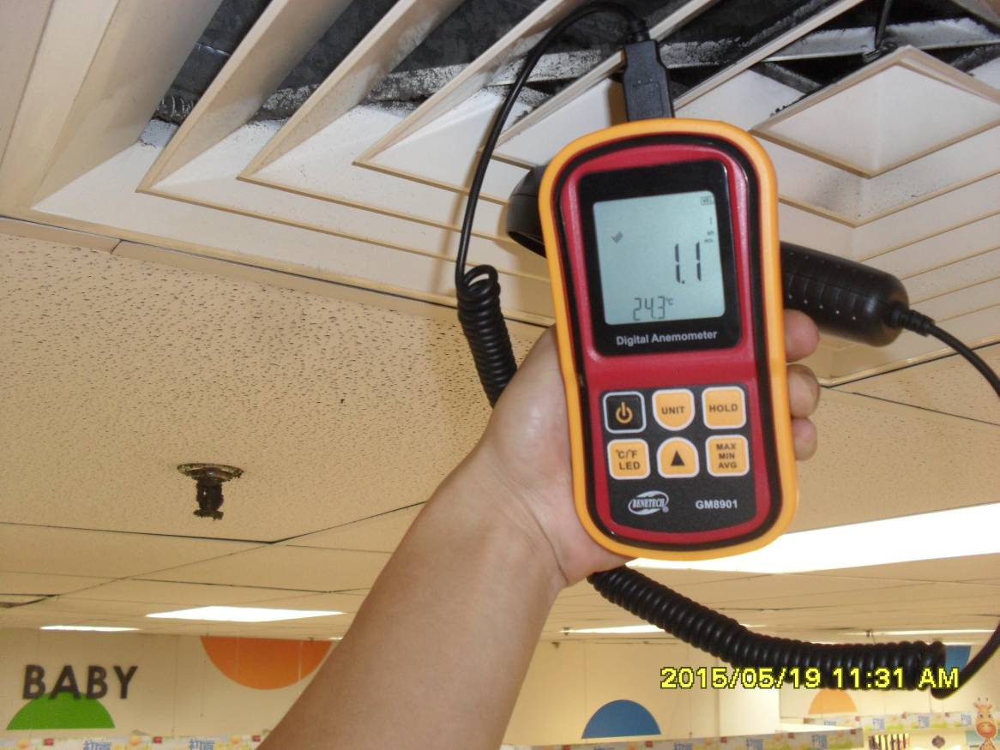 VEL
m/s
1.1
24.3°C
Digital Anemometer
UNIT
HOLD
°C/°F
LED
MAX
MIN
AVG
BENETECH®
GM8901
BABY
2015/05/19 11:31 AM